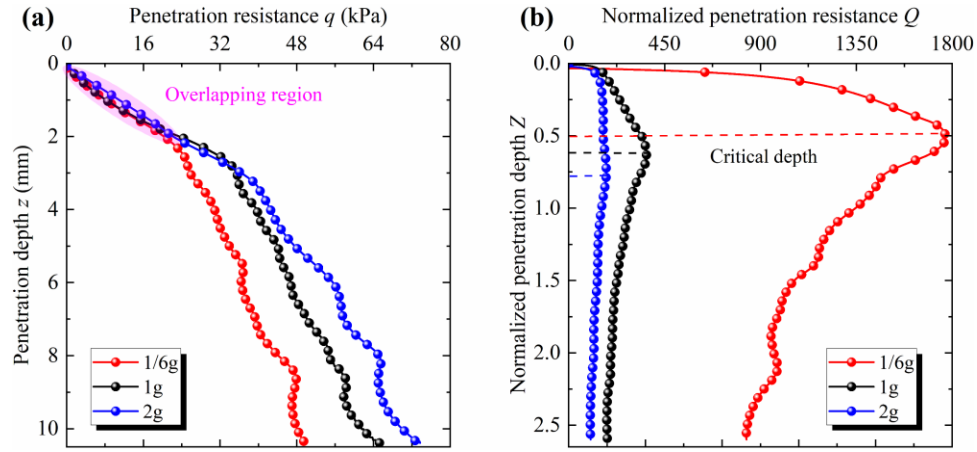 (a)
Penetration resistance q (kPa)
0 16 32 48 64 80
Penetration depth z (mm)
0
2
4
6
8
10
Overlapping region
1/6g
1g
2g
(b)
Normalized penetration resistance Q
0 450 900 1350 1800
Normalized penetration depth Z
0.0
0.5
1.0
1.5
2.0
2.5
Critical depth
1/6g
1g
2g